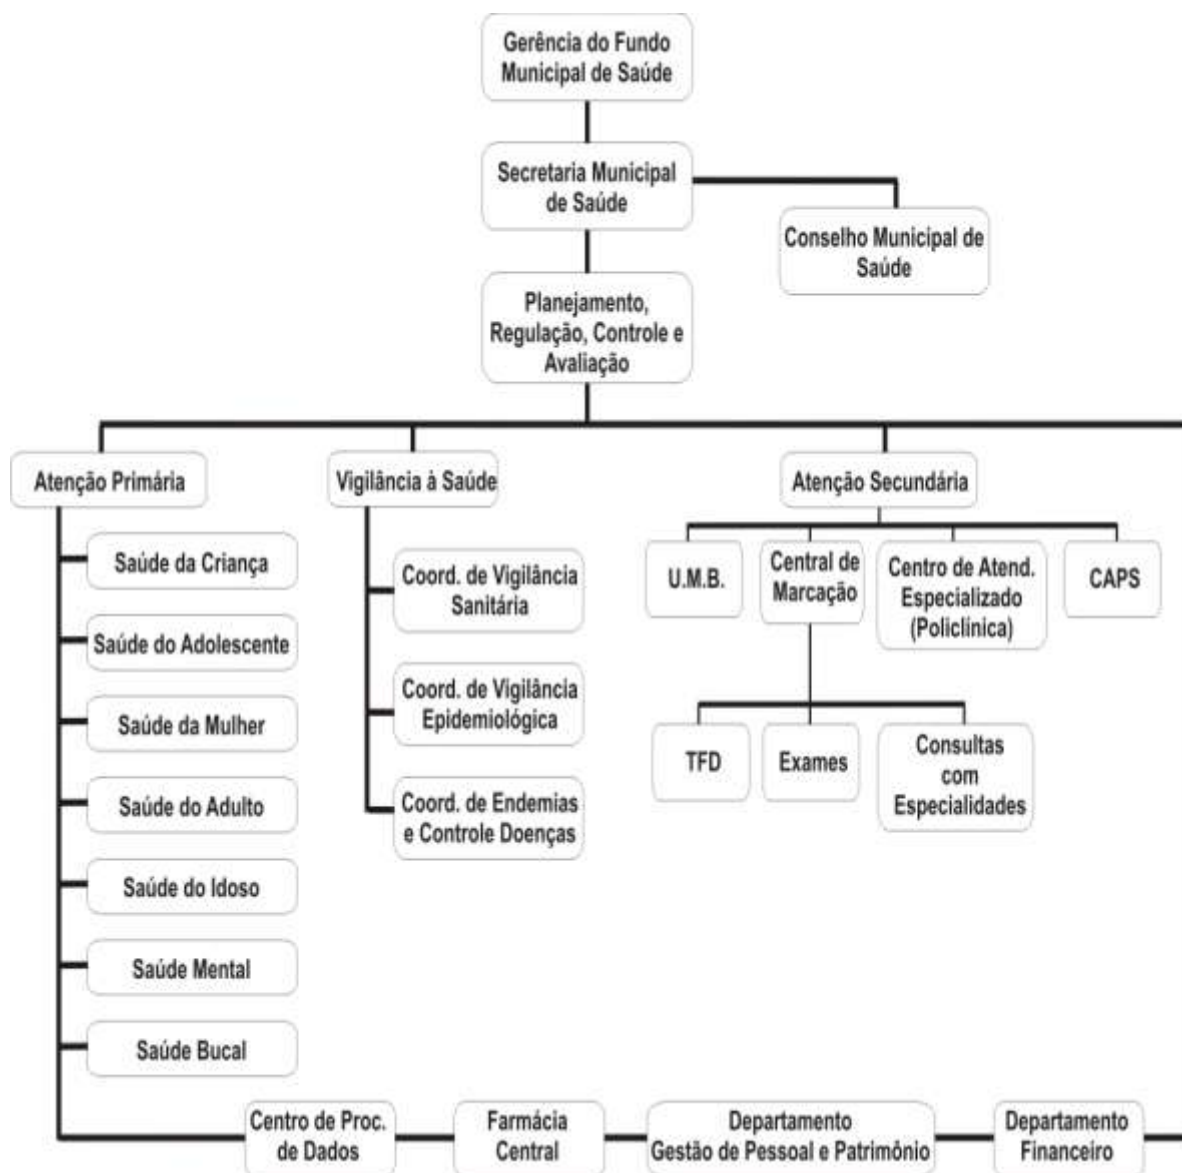 Gerência do Fundo
Municipal de Saúde
Secretaria Municipal
de Saúde
Conselho Municipal de
Saúde
Planejamento,
Regulação, Controle e
Avaliação
Atenção Primária
Vigilância à Saúde
Atenção Secundária
Saúde da Criança
Saúde do Adolescente
Saúde da Mulher
Saúde do Adulto
Saúde do Idoso
Saúde Mental
Saúde Bucal
Coord. de Vigilância
Sanitária
Coord. de Vigilância
Epidemiológica
Coord. de Endemias
e Controle Doenças
U.M.B.
Central de
Marcação
Centro de Atend.
Especializado
(Policlínica)
CAPS
TFD
Exames
Consultas
com
Especialidades
Centro de Proc.
de Dados
Farmácia
Central
Departamento
Gestão de Pessoal e Patrimônio
Departamento
Financeiro